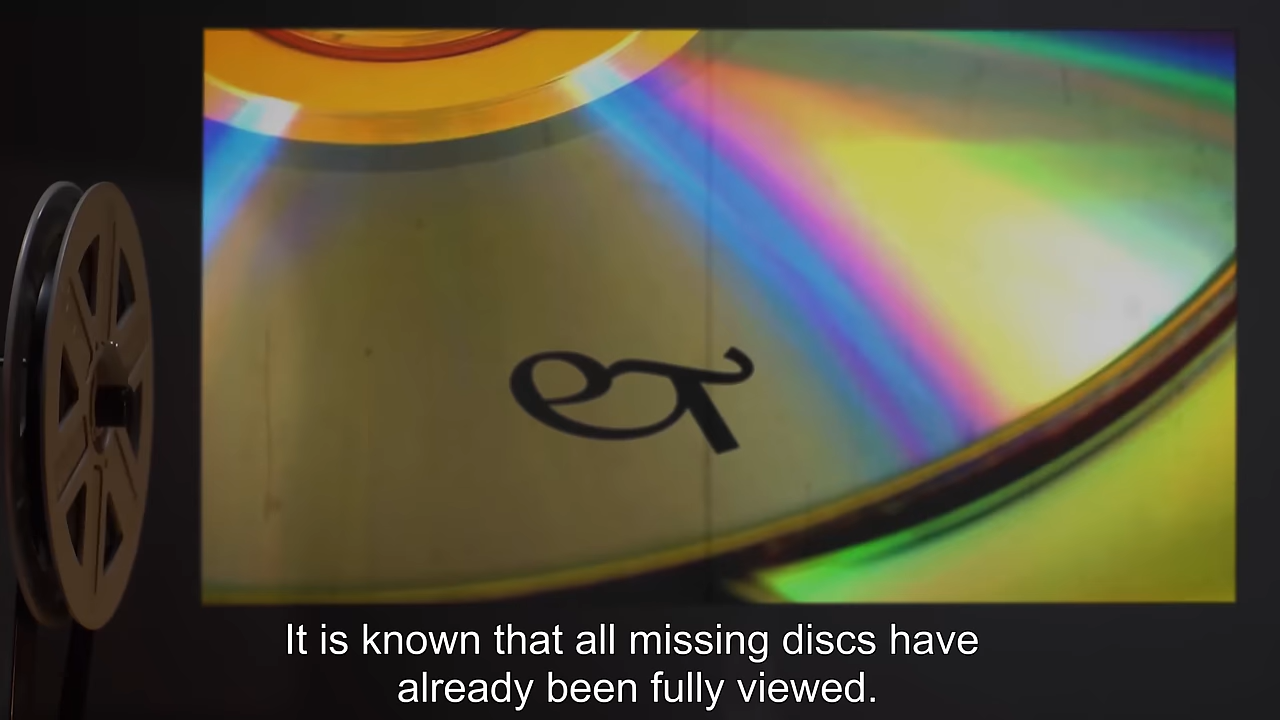 It is known that all missing discs have
already been fully viewed.